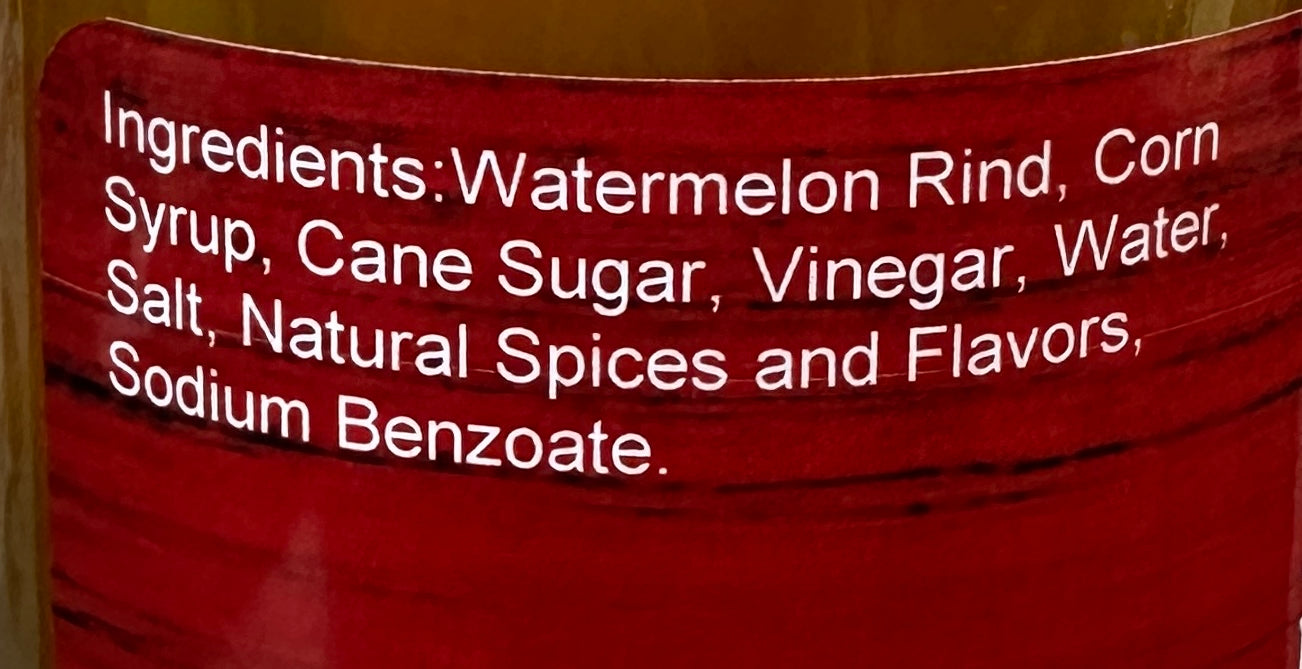 Ingredients:Watermelon Rind, Corn
Syrup, Cane Sugar, Vinegar, Water,
Salt, Natural Spices and Flavors,
Sodium Benzoate.